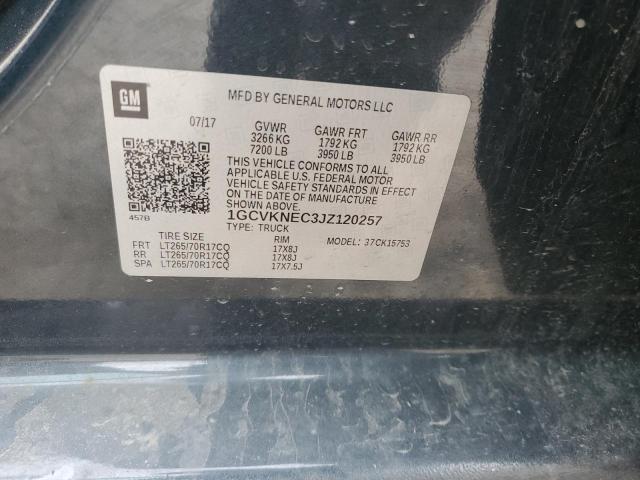 GM
MFD BY GENERAL MOTORS LLC
07/17 GVWR GAWR FRT GAWR RR
3266 KG 1792 KG 1792 KG
7200 LB 3950 LB 3950 LB
THIS VEHICLE CONFORMS TO ALL
APPLICABLE U.S. FEDERAL MOTOR
VEHICLE SAFETY STANDARDS IN EFFECT
ON THE DATE OF MANUFACTURE
SHOWN ABOVE.
457B 1GCVKNEC3JZ120257
TYPE: TRUCK
TIRE SIZE RIM MODEL: 37CK15753
FRT LT265/70R17CQ 17X8J
RR LT265/70R17CQ 17X8J
SPA LT265/70R17CQ 17X7.5J